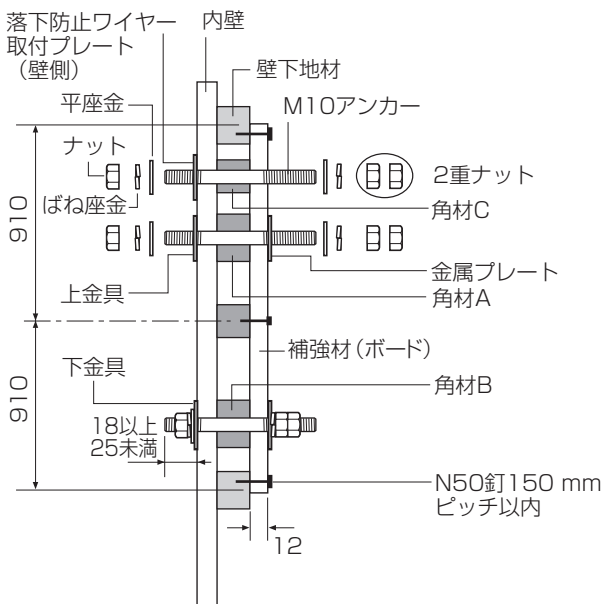 落下防止ワイヤー
取付プレート
（壁側）
内壁
壁下地材
平座金
M10アンカー
ナット
2重ナット
ばね座金
角材C
910
金属プレート
上金具
角材A
補強材（ボード）
下金具
角材B
910
18以上
25未満
N50釘150 mm
ピッチ以内
12